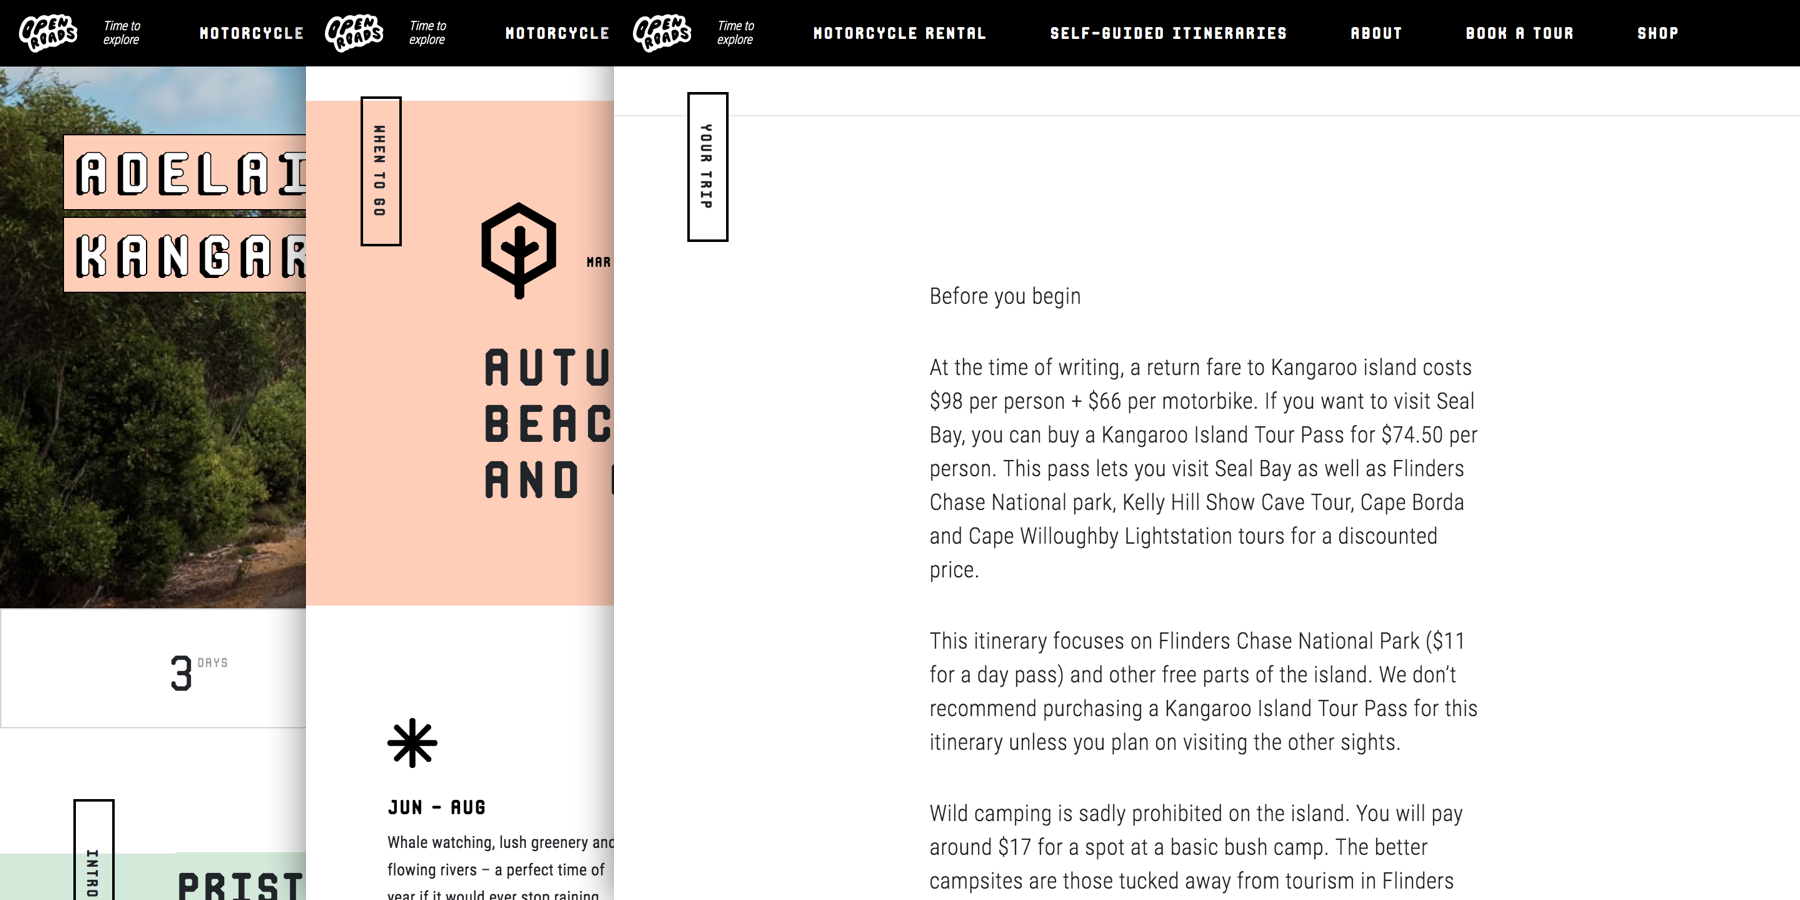 OPEN ROADS
Time to
explore
MOTORCYCLE
OPEN ROADS
Time to
explore
MOTORCYCLE
OPEN ROADS
Time to
explore
MOTORCYCLE RENTAL
SELF-GUIDED ITINERARIES
ABOUT
BOOK A TOUR
SHOP
ADELAI
KANGAR
3 DAYS
INTRO
PRIST
WHEN TO GO
MAR
AUTU
BEAC
AND
JUN - AUG
Whale watching, lush greenery and
flowing rivers – a perfect time of
year if it would ever stop raining
YOUR TRIP
Before you begin
At the time of writing, a return fare to Kangaroo island costs
$98 per person + $66 per motorbike. If you want to visit Seal
Bay, you can buy a Kangaroo Island Tour Pass for $74.50 per
person. This pass lets you visit Seal Bay as well as Flinders
Chase National park, Kelly Hill Show Cave Tour, Cape Borda
and Cape Willoughby Lightstation tours for a discounted
price.
This itinerary focuses on Flinders Chase National Park ($11
for a day pass) and other free parts of the island. We don’t
recommend purchasing a Kangaroo Island Tour Pass for this
itinerary unless you plan on visiting the other sights.
Wild camping is sadly prohibited on the island. You will pay
around $17 for a spot at a basic bush camp. The better
campsites are those tucked away from tourism in Flinders